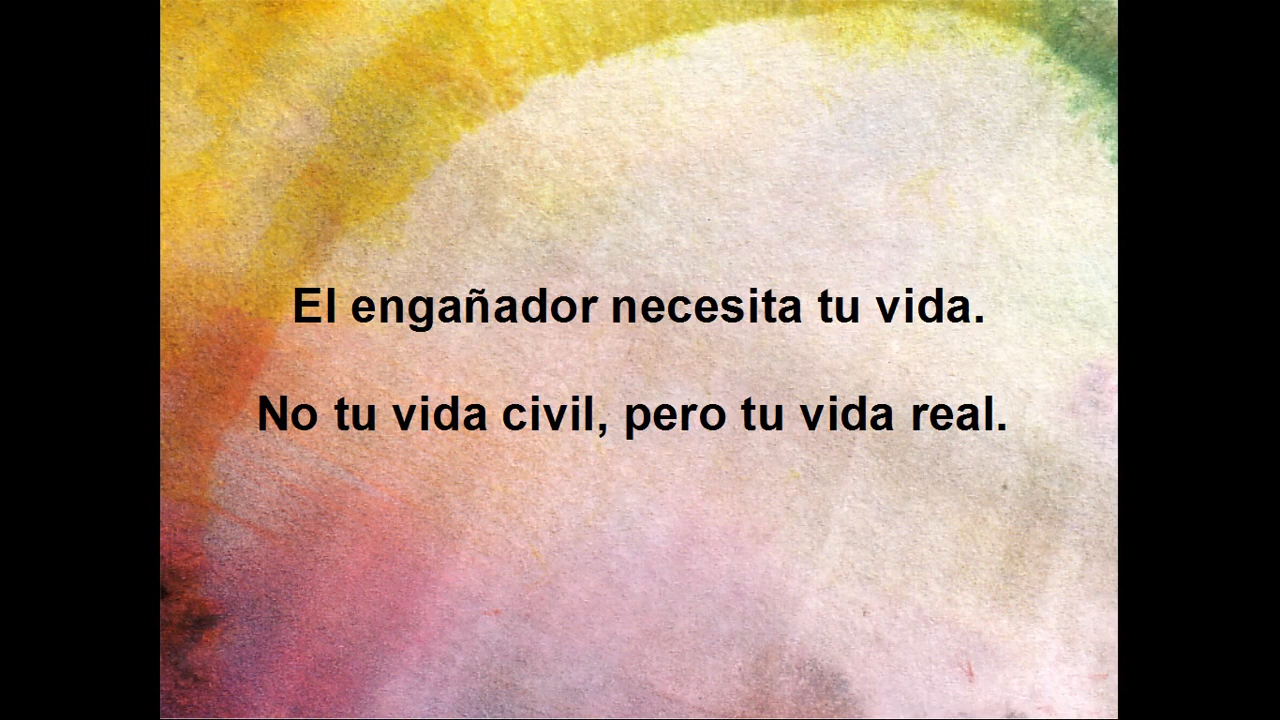 El engañador necesita tu vida.
No tu vida civil, pero tu vida real.